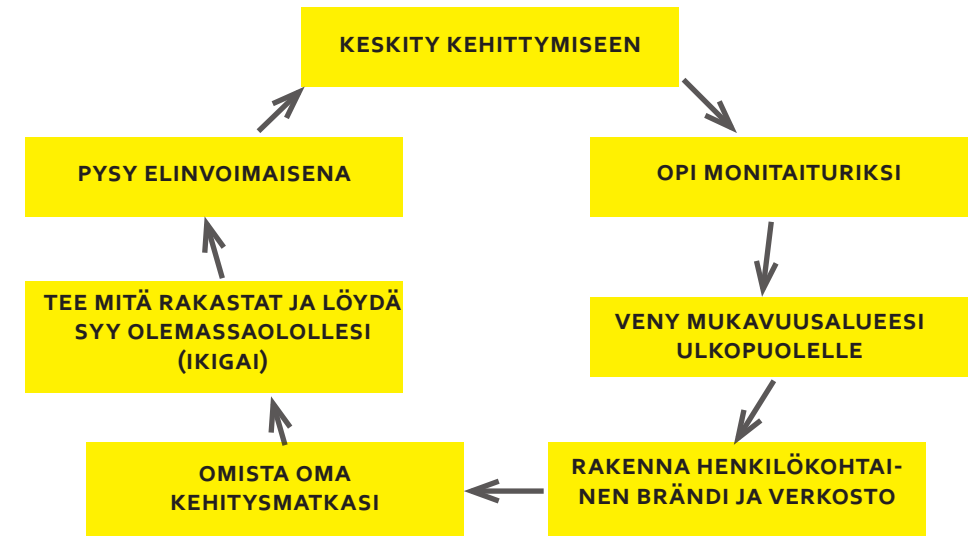 KESKITY KEHITTYMISEEN
OPI MONITAITURIKSI
VENY MUKAVUUSALUEESI
ULKOPUOLELLE
RAKENNA HENKILÖKOHTAI-
NEN BRÄNDI JA VERKOSTO
OMISTA OMA
KEHITYSMATKASI
TEE MITÄ RAKASTAT JA LÖYDÄ
SYY OLEMASSAOLOLLESI
(IKIGAI)
PYSY ELINVOIMAISENA